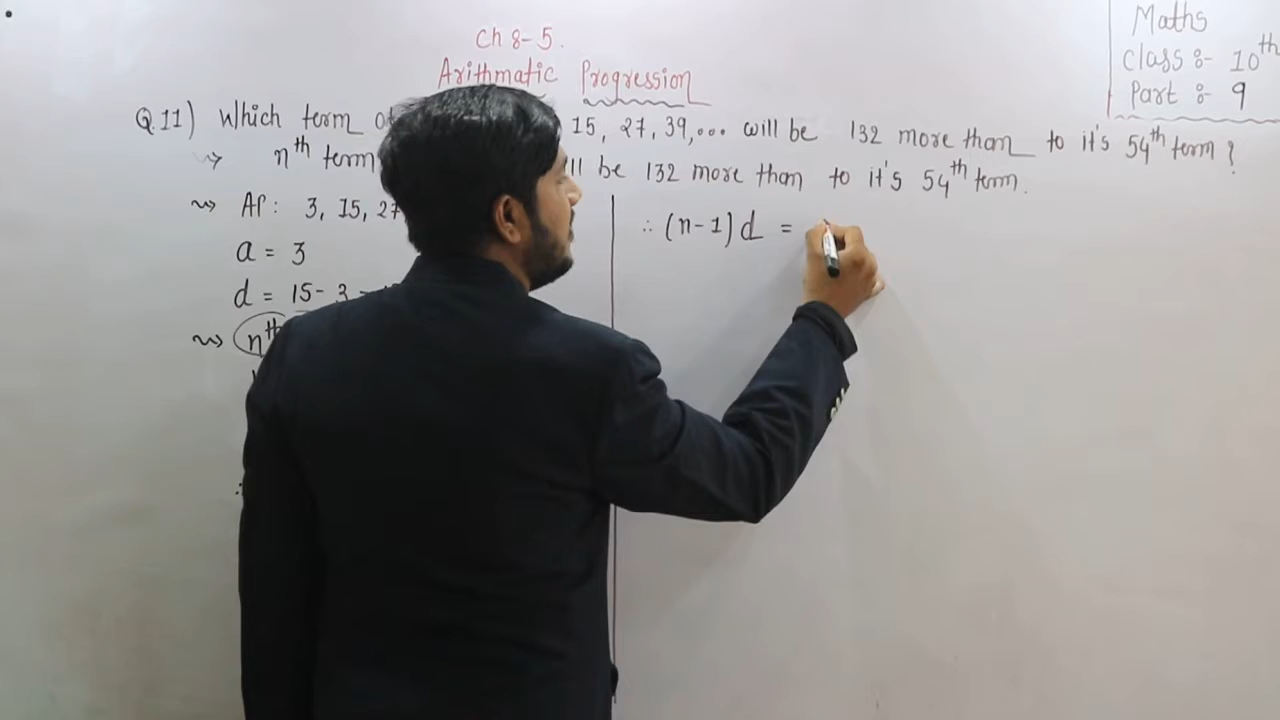 Ch 8- 5.
Arithmatic Progression
Maths
Class :- 10th
Part :- 9
Q.11) Which term 15, 27, 39,... will be 132 more than to it's 54th term ?
nth term be 132 more than to it's 54th term.
AP: 3, 15, 27
a = 3
d = 15- 3
nth
∴ (n-1)d =